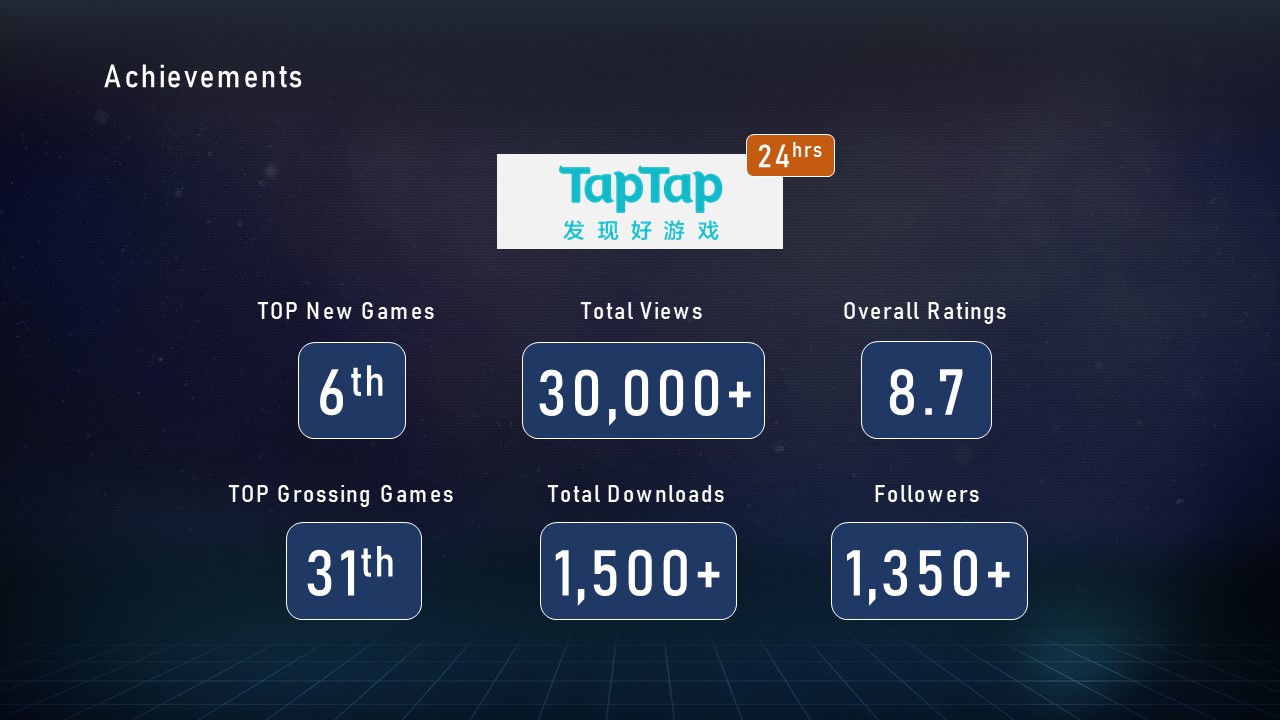 Achievements
24hrs
TapTap
发现好游戏
TOP New Games
Total Views
Overall Ratings
6th
30,000+
8.7
TOP Grossing Games
Total Downloads
Followers
31th
1,500+
1,350+